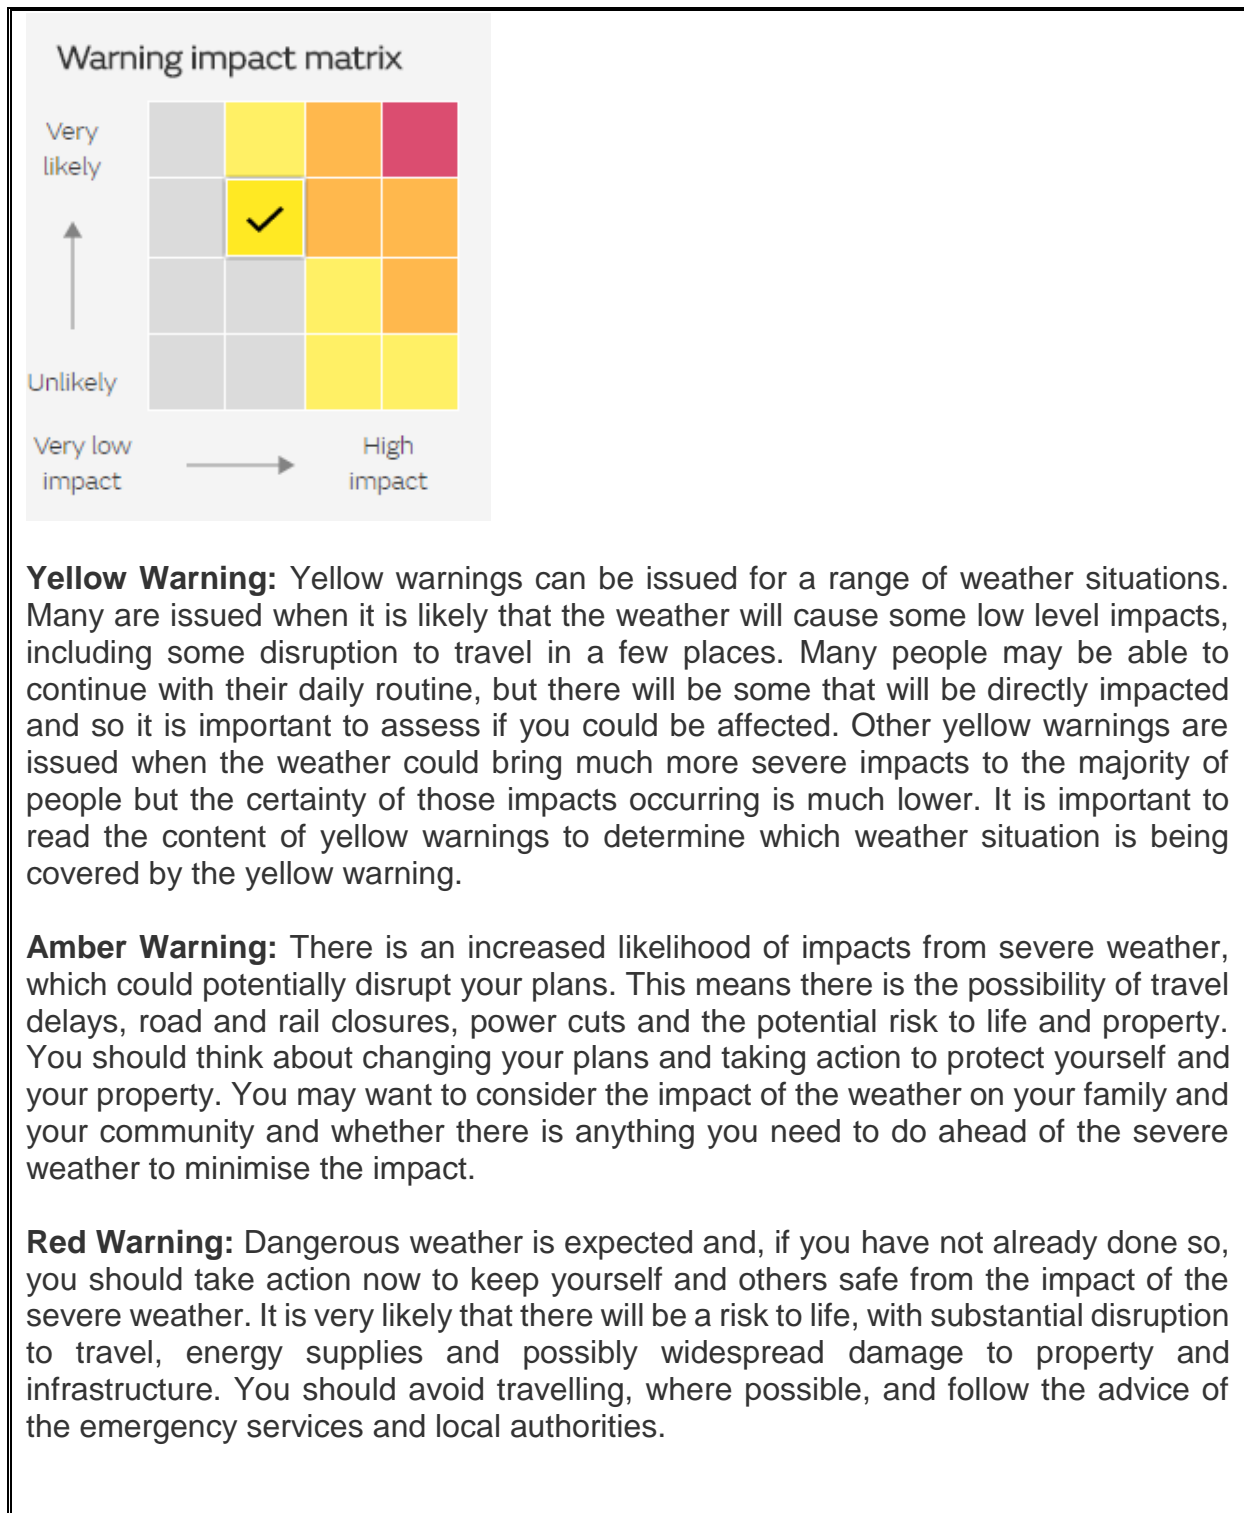 Warning impact matrix
Very
likely
Unlikely
Very low
impact
High
impact
Yellow Warning: Yellow warnings can be issued for a range of weather situations.
Many are issued when it is likely that the weather will cause some low level impacts,
including some disruption to travel in a few places. Many people may be able to
continue with their daily routine, but there will be some that will be directly impacted
and so it is important to assess if you could be affected. Other yellow warnings are
issued when the weather could bring much more severe impacts to the majority of
people but the certainty of those impacts occurring is much lower. It is important to
read the content of yellow warnings to determine which weather situation is being
covered by the yellow warning.
Amber Warning: There is an increased likelihood of impacts from severe weather,
which could potentially disrupt your plans. This means there is the possibility of travel
delays, road and rail closures, power cuts and the potential risk to life and property.
You should think about changing your plans and taking action to protect yourself and
your property. You may want to consider the impact of the weather on your family and
your community and whether there is anything you need to do ahead of the severe
weather to minimise the impact.
Red Warning: Dangerous weather is expected and, if you have not already done so,
you should take action now to keep yourself and others safe from the impact of the
severe weather. It is very likely that there will be a risk to life, with substantial disruption
to travel, energy supplies and possibly widespread damage to property and
infrastructure. You should avoid travelling, where possible, and follow the advice of
the emergency services and local authorities.